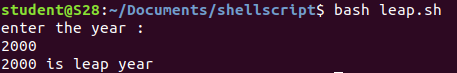 student@S28:~/Documents/shellscript$ bash leap.sh
enter the year :
2000
2000 is leap year